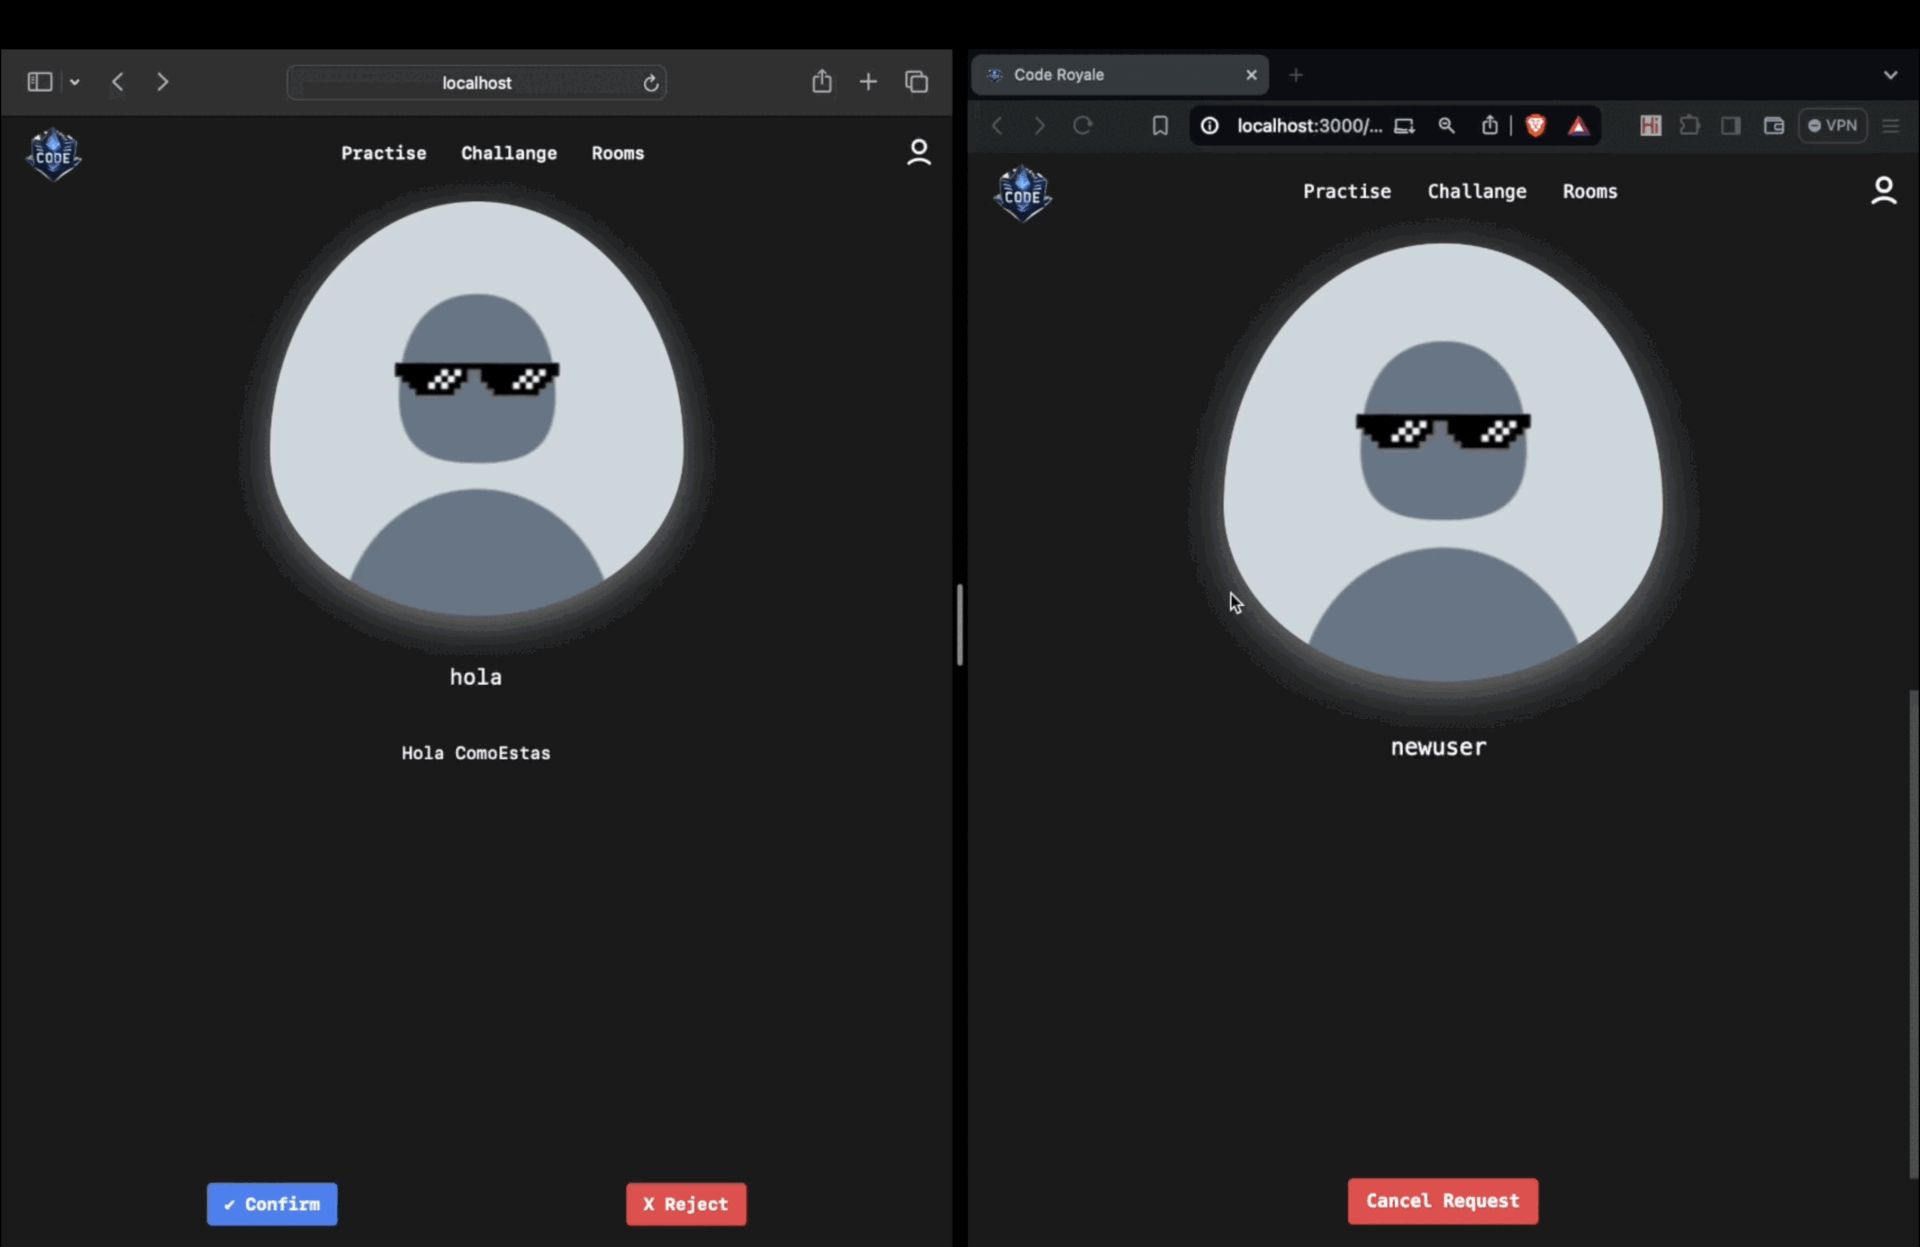 localhost
CODE
Practise Challange Rooms
hola
Hola ComoEstas
✓ Confirm
X Reject
Code Royale
localhost:3000/...
Hi
VPN
CODE
Practise Challange Rooms
newuser
Cancel Request